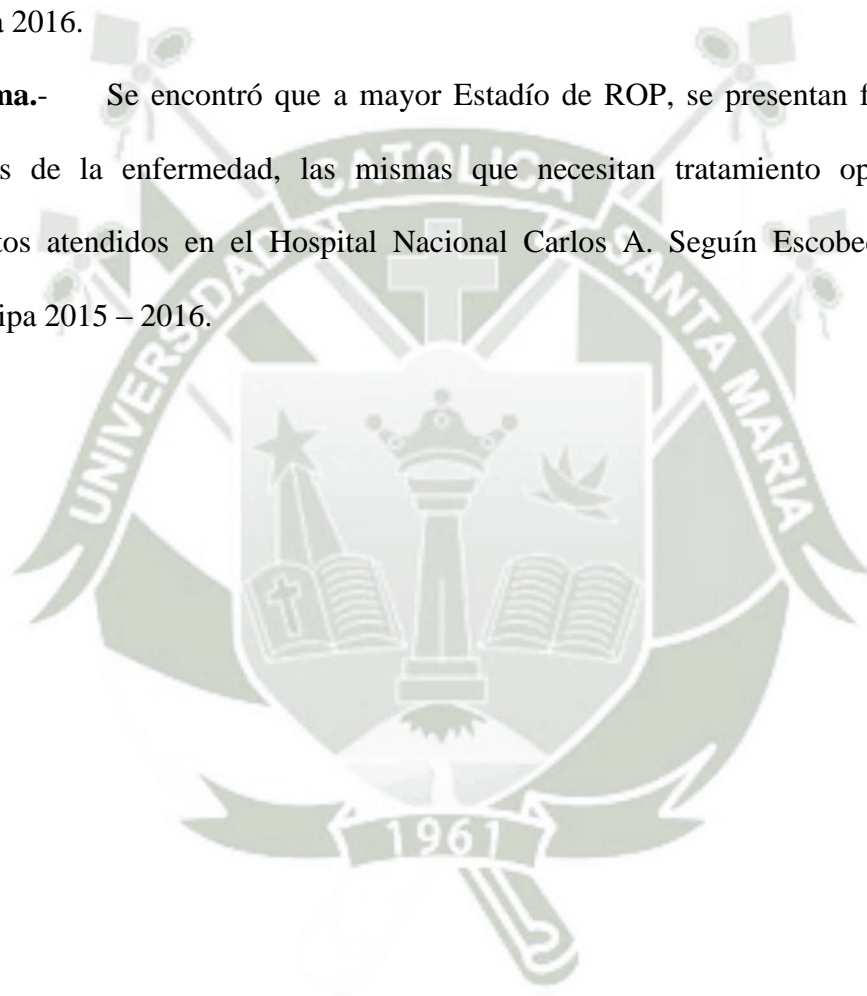 a 2016.
ma.- Se encontró que a mayor Estadío de ROP, se presentan f
s de la enfermedad, las mismas que necesitan tratamiento op
tos atendidos en el Hospital Nacional Carlos A. Seguín Escobe
ipa 2015 – 2016.
UNIVERSIDAD CATOLICA SANTA MARIA
1961